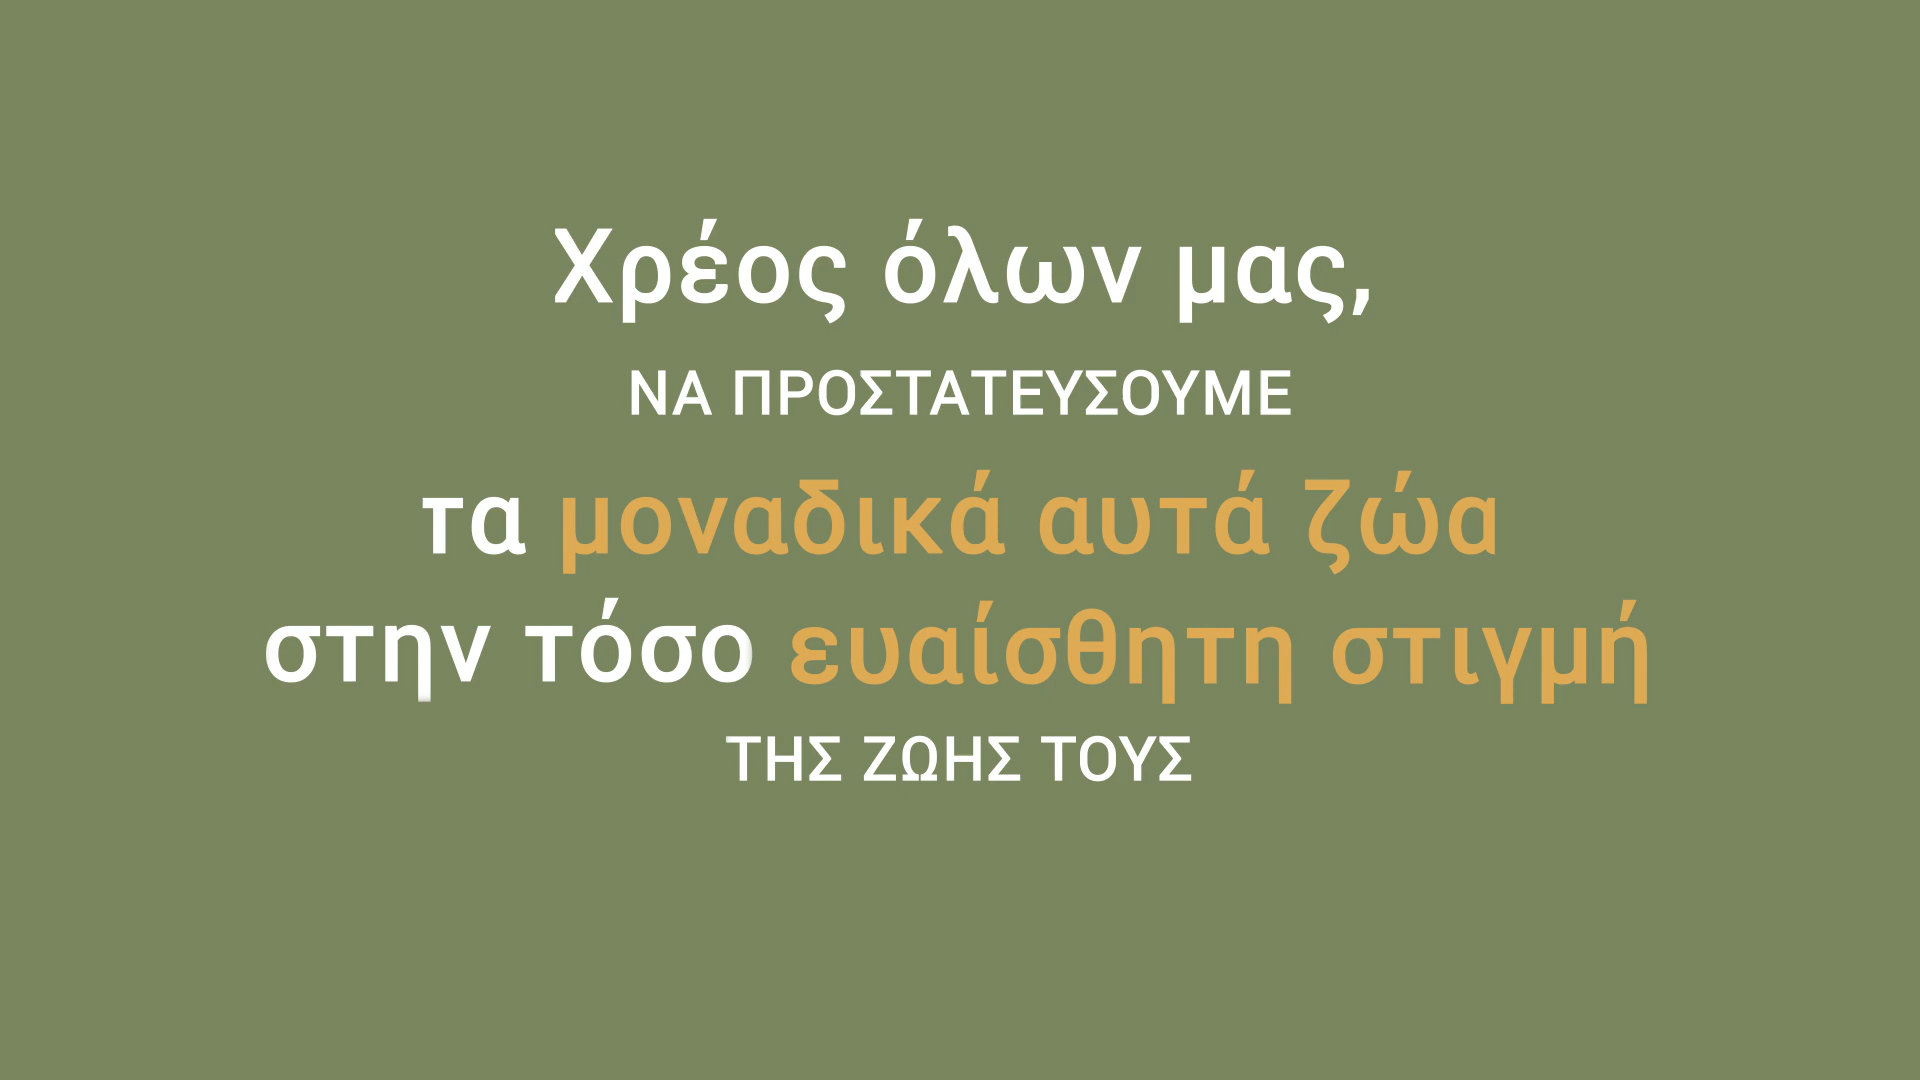 Χρέος όλων μας,
ΝΑ ΠΡΟΣΤΑΤΕΥΣΟΥΜΕ
τα μοναδικά αυτά ζώα
στην τόσο ευαίσθητη στιγμή
ΤΗΣ ΖΩΗΣ ΤΟΥΣ